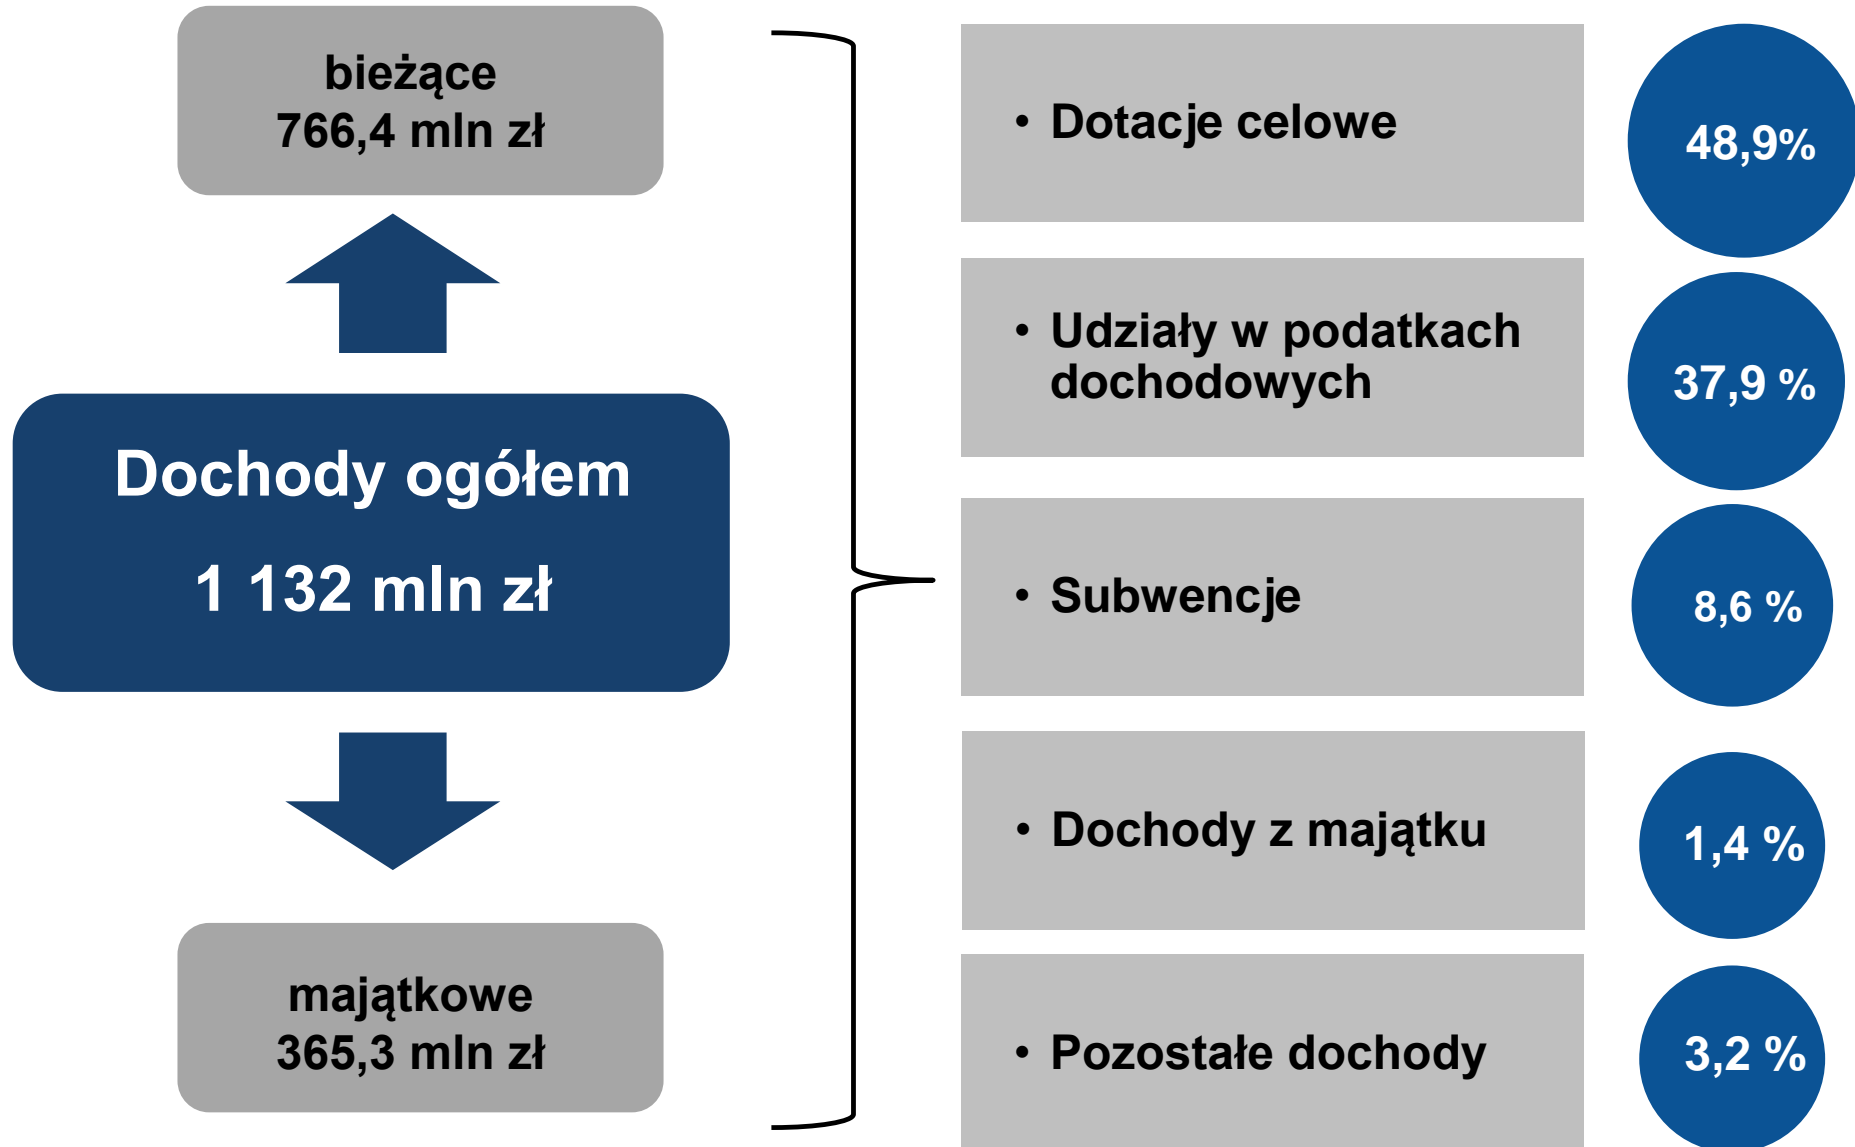 bieżące
766,4 mln zł
Dochody ogółem
1 132 mln zł
majątkowe
365,3 mln zł
• Dotacje celowe
48,9%
• Udziały w podatkach
dochodowych
37,9 %
• Subwencje
8,6 %
• Dochody z majątku
1,4 %
• Pozostałe dochody
3,2 %